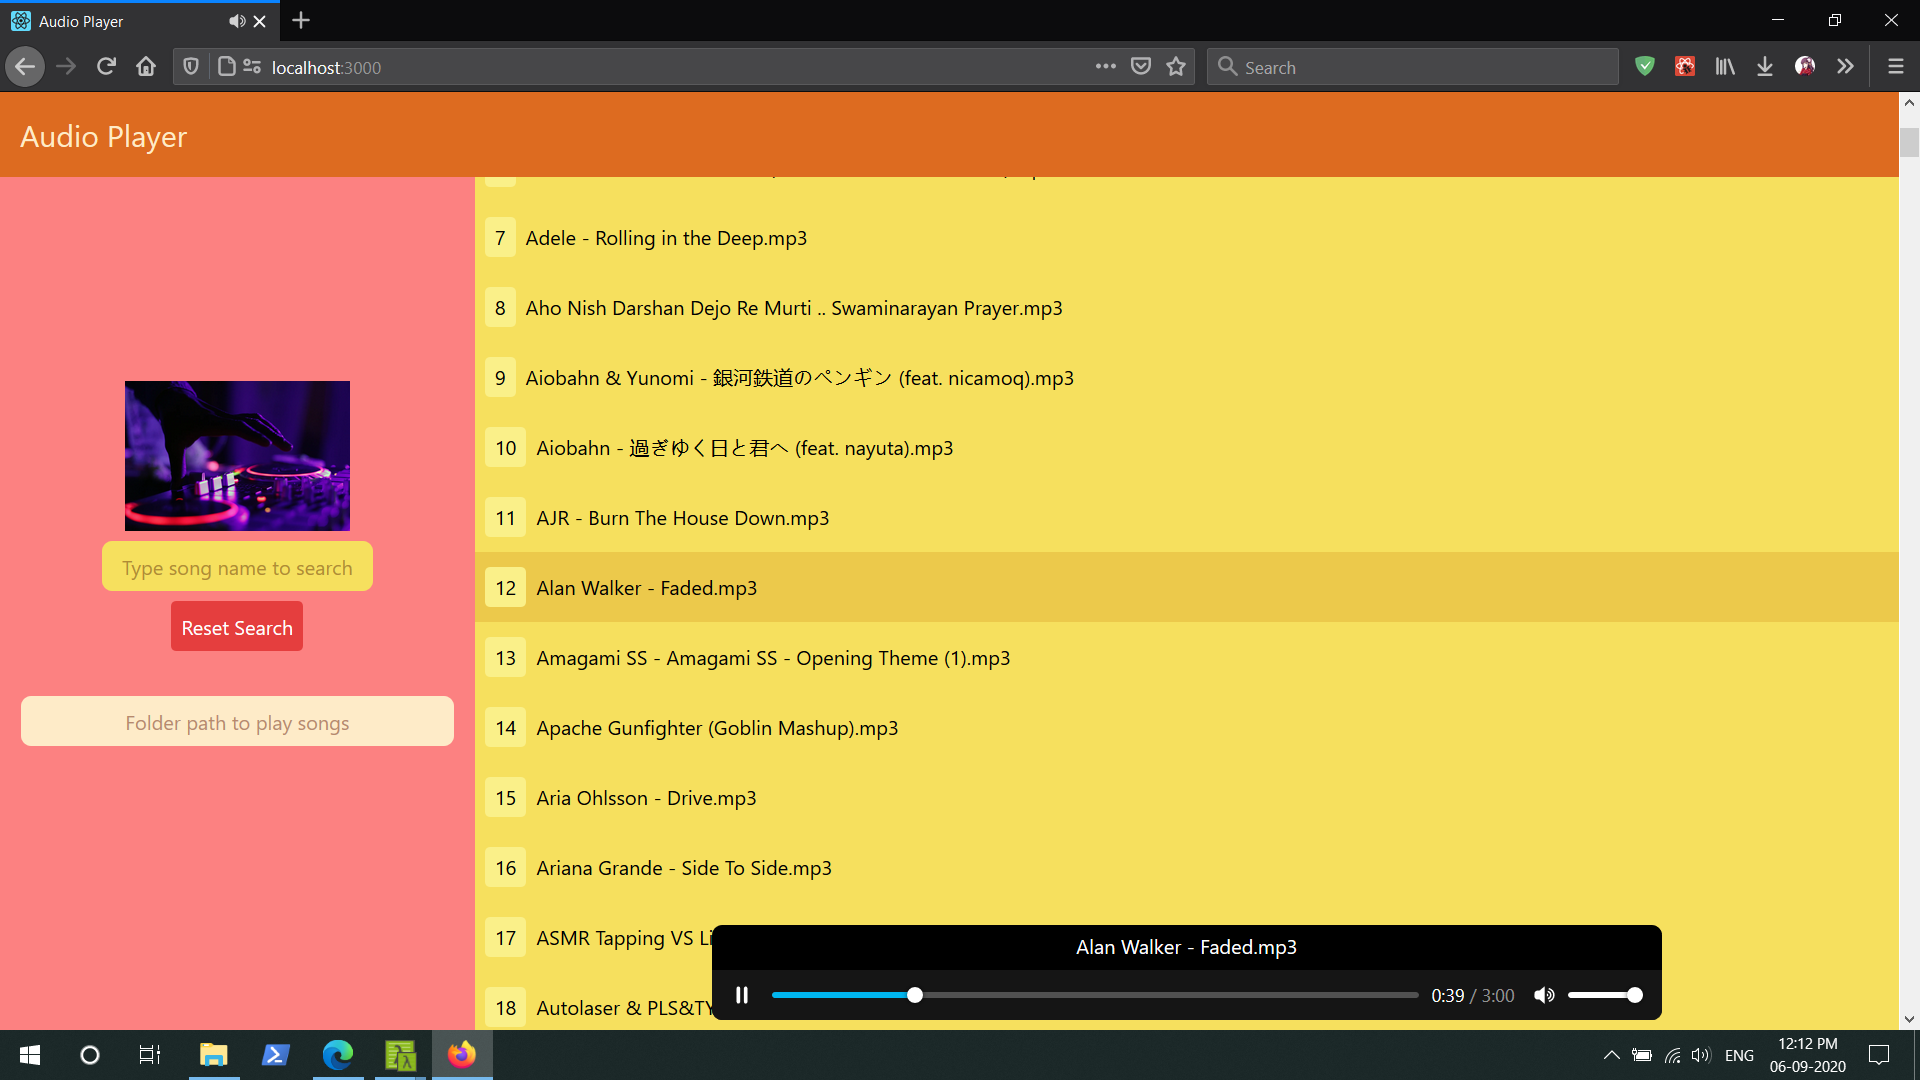 Audio Player
localhost:3000
Search
Audio Player
7 Adele - Rolling in the Deep.mp3
8 Aho Nish Darshan Dejo Re Murti .. Swaminarayan Prayer.mp3
9 Aiobahn & Yunomi - 銀河鉄道のペンギン (feat. nicamoq).mp3
10 Aiobahn - 過ぎゆく日と君へ (feat. nayuta).mp3
11 AJR - Burn The House Down.mp3
12 Alan Walker - Faded.mp3
13 Amagami SS - Amagami SS - Opening Theme (1).mp3
14 Apache Gunfighter (Goblin Mashup).mp3
15 Aria Ohlsson - Drive.mp3
16 Ariana Grande - Side To Side.mp3
17 ASMR Tapping VS Li
18 Autolaser & PLS&TY
Type song name to search
Reset Search
Folder path to play songs
Alan Walker - Faded.mp3
0:39 / 3:00
ENG
12:12 PM
06-09-2020